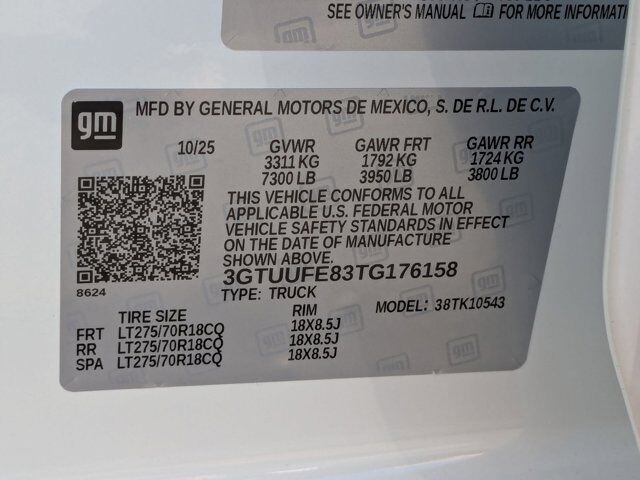 SEE OWNER'S MANUAL FOR MORE INFORMATI
gm
MFD BY GENERAL MOTORS DE MEXICO, S. DE R.L. DE C.V.
10/25 GVWR GAWR FRT GAWR RR
3311 KG 1792 KG 1724 KG
7300 LB 3950 LB 3800 LB
THIS VEHICLE CONFORMS TO ALL
APPLICABLE U.S. FEDERAL MOTOR
VEHICLE SAFETY STANDARDS IN EFFECT
ON THE DATE OF MANUFACTURE
SHOWN ABOVE.
8624
3GTUUFE83TG176158
TYPE: TRUCK MODEL: 38TK10543
TIRE SIZE RIM
FRT LT275/70R18CQ 18X8.5J
RR LT275/70R18CQ 18X8.5J
SPA LT275/70R18CQ 18X8.5J